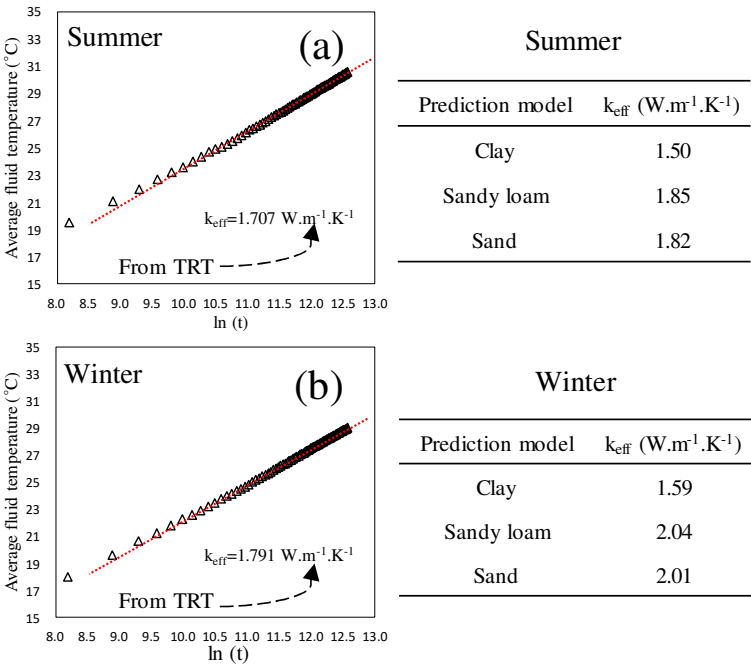 Summer
(a)
35
33
31
29
27
25
23
21
19
17
15
Average fluid temperature (°C)
k_eff=1.707 W.m⁻¹.K⁻¹
From TRT
8.0 8.5 9.0 9.5 10.0 10.5 11.0 11.5 12.0 12.5 13.0
ln (t)
Summer
Prediction model k_eff (W.m⁻¹.K⁻¹)
Clay 1.50
Sandy loam 1.85
Sand 1.82
Winter
(b)
35
33
31
29
27
25
23
21
19
17
15
Average fluid temperature (°C)
k_eff=1.791 W.m⁻¹.K⁻¹
From TRT
8.0 8.5 9.0 9.5 10.0 10.5 11.0 11.5 12.0 12.5 13.0
ln (t)
Winter
Prediction model k_eff (W.m⁻¹.K⁻¹)
Clay 1.59
Sandy loam 2.04
Sand 2.01